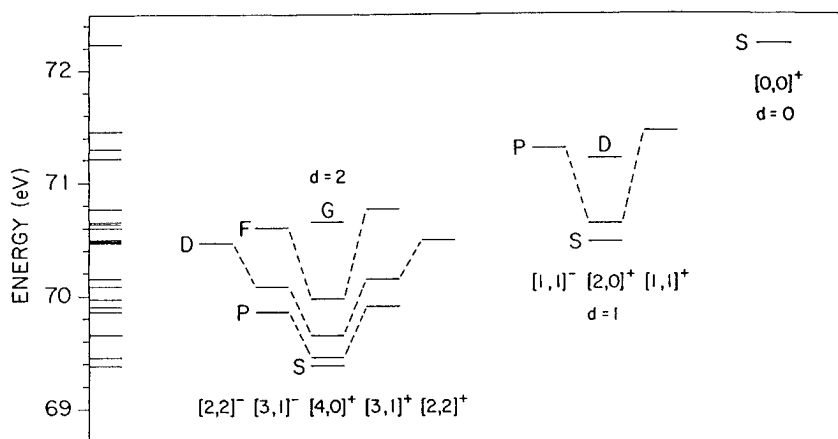 ENERGY (eV)
72
71
70
69
S
[0,0]⁺
d = 0
P
D
S
[1,1]⁻ [2,0]⁺ [1,1]⁺
d = 1
d = 2
G
F
D
P
S
[2,2]⁻ [3,1]⁻ [4,0]⁺ [3,1]⁺ [2,2]⁺